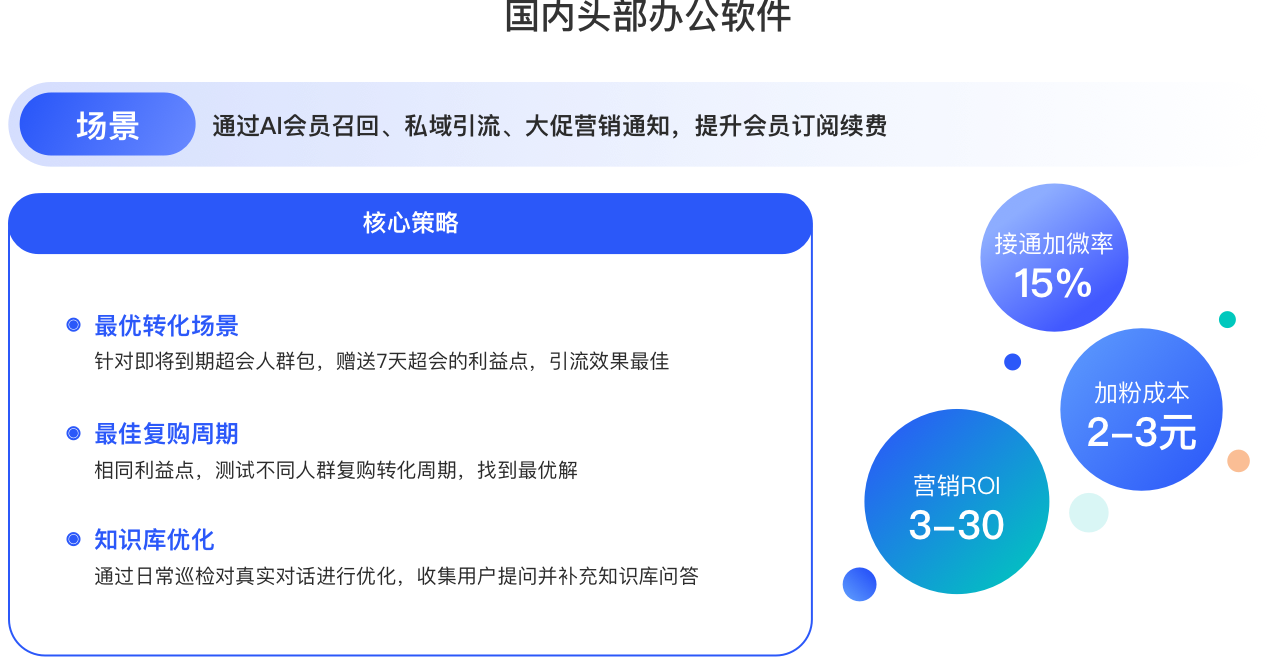 国内头部办公软件
场景
通过AI会员召回、私域引流、大促营销通知，提升会员订阅续费
核心策略
最优转化场景
针对即将到期超会人群包，赠送7天超会的利益点，引流效果最佳
最佳复购周期
相同利益点，测试不同人群复购转化周期，找到最优解
知识库优化
通过日常巡检对真实对话进行优化，收集用户提问并补充知识库问答
接通加微率
15%
加粉成本
2-3元
营销ROI
3-30